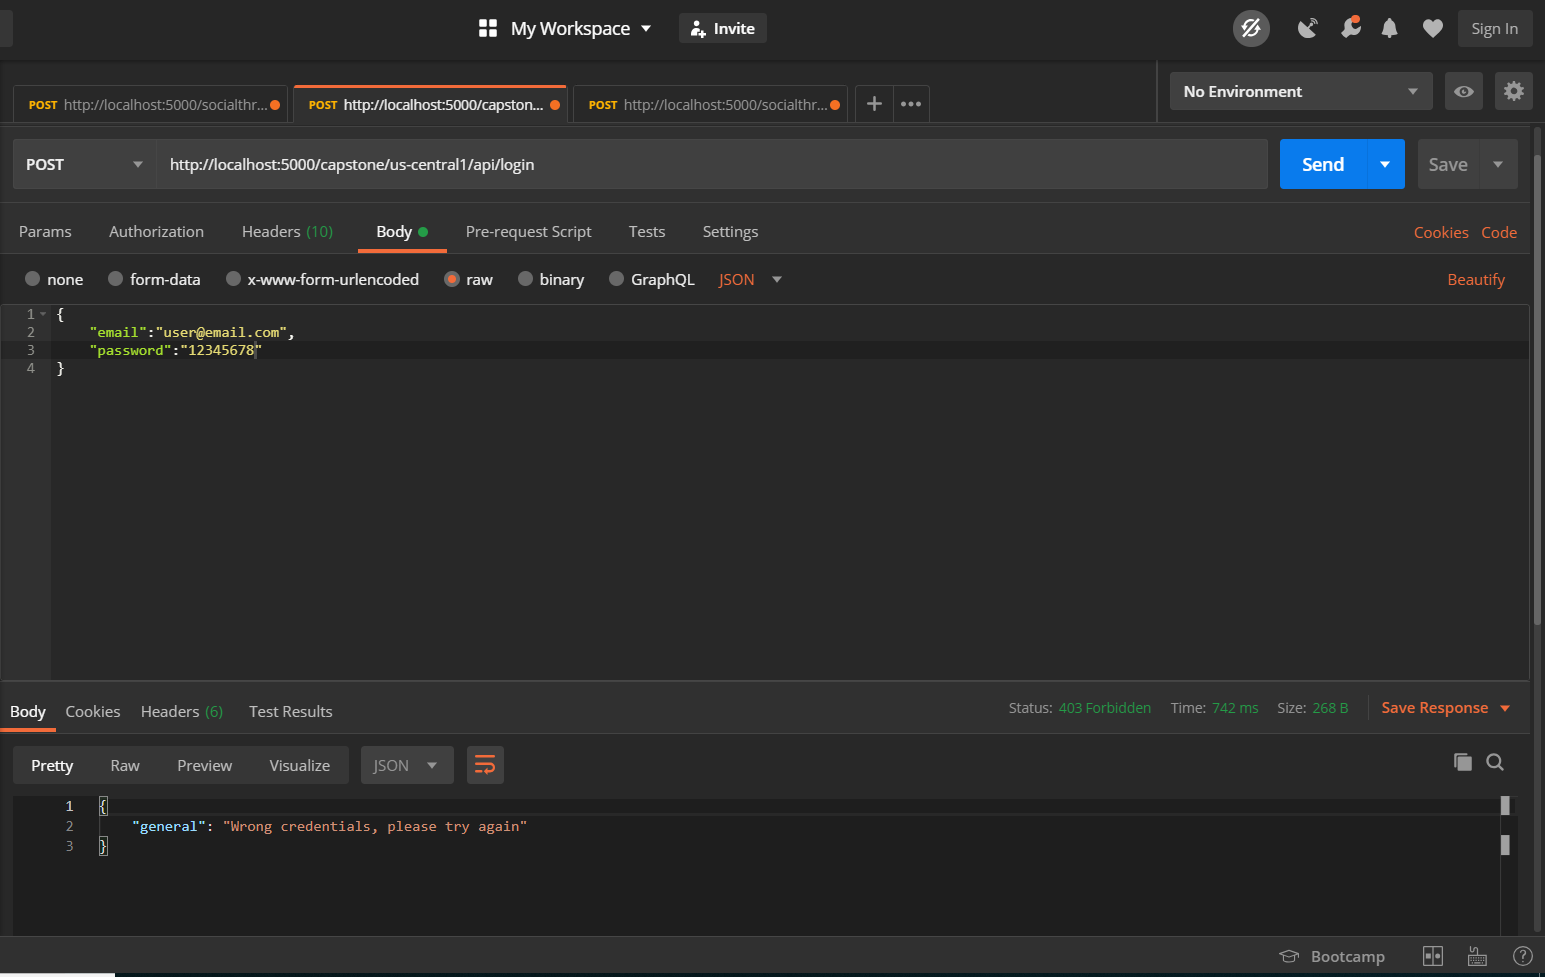 My Workspace Invite Sign In
POST http://localhost:5000/socialthr... POST http://localhost:5000/capston... POST http://localhost:5000/socialthr... + ••• No Environment
POST http://localhost:5000/capstone/us-central1/api/login Send Save
Params Authorization Headers (10) Body Pre-request Script Tests Settings Cookies Code
none form-data x-www-form-urlencoded raw binary GraphQL JSON Beautify
1 {
2 "email":"user@email.com",
3 "password":"12345678"
4 }
Body Cookies Headers (6) Test Results Status: 403 Forbidden Time: 742 ms Size: 268 B Save Response
Pretty Raw Preview Visualize JSON
1 {
2 "general": "Wrong credentials, please try again"
3 }
Bootcamp ?